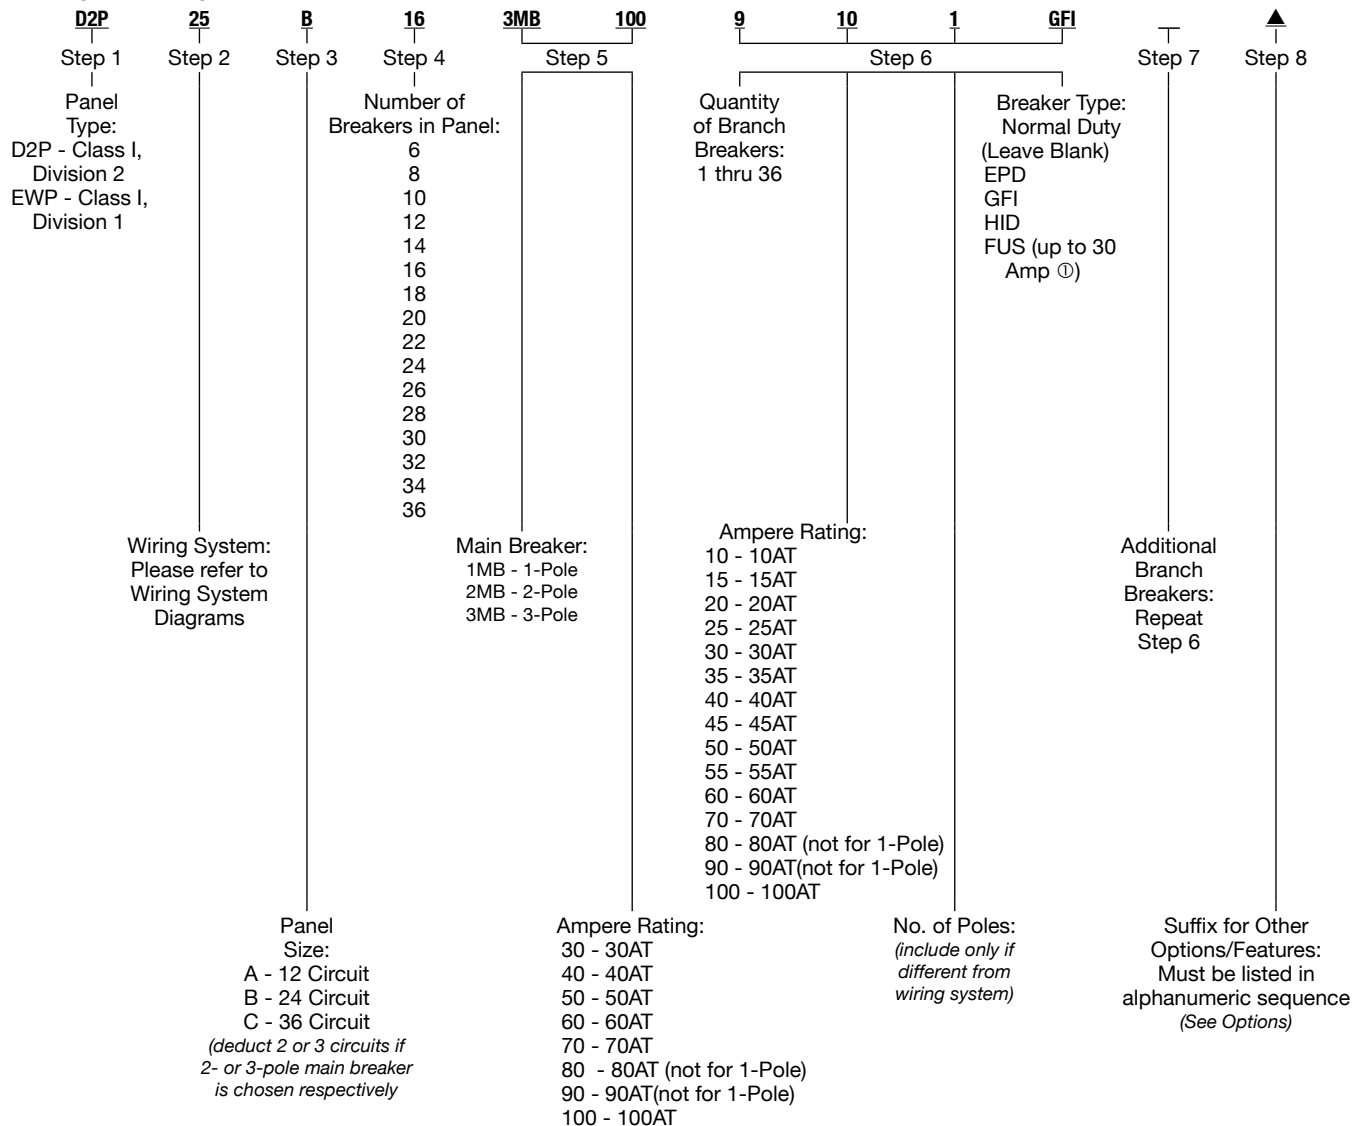 D2P 25 B 16 3MB 100 9 10 1 GFI _ ▲
Step 1 Step 2 Step 3 Step 4 Step 5 Step 6 Step 7 Step 8
Panel
Type:
D2P - Class I,
Division 2
EWP - Class I,
Division 1
Number of
Breakers in Panel:
6
8
10
12
14
16
18
20
22
24
26
28
30
32
34
36
Quantity
of Branch
Breakers:
1 thru 36
Breaker Type:
Normal Duty
(Leave Blank)
EPD
GFI
HID
FUS (up to 30
Amp ①)
Wiring System:
Please refer to
Wiring System
Diagrams
Main Breaker:
1MB - 1-Pole
2MB - 2-Pole
3MB - 3-Pole
Ampere Rating:
10 - 10AT
15 - 15AT
20 - 20AT
25 - 25AT
30 - 30AT
35 - 35AT
40 - 40AT
45 - 45AT
50 - 50AT
55 - 55AT
60 - 60AT
70 - 70AT
80 - 80AT (not for 1-Pole)
90 - 90AT(not for 1-Pole)
100 - 100AT
Additional
Branch
Breakers:
Repeat
Step 6
Panel
Size:
A - 12 Circuit
B - 24 Circuit
C - 36 Circuit
(deduct 2 or 3 circuits if
2- or 3-pole main breaker
is chosen respectively
Ampere Rating:
30 - 30AT
40 - 40AT
50 - 50AT
60 - 60AT
70 - 70AT
80 - 80AT (not for 1-Pole)
90 - 90AT(not for 1-Pole)
100 - 100AT
No. of Poles:
(include only if
different from
wiring system)
Suffix for Other
Options/Features:
Must be listed in
alphanumeric sequence
(See Options)